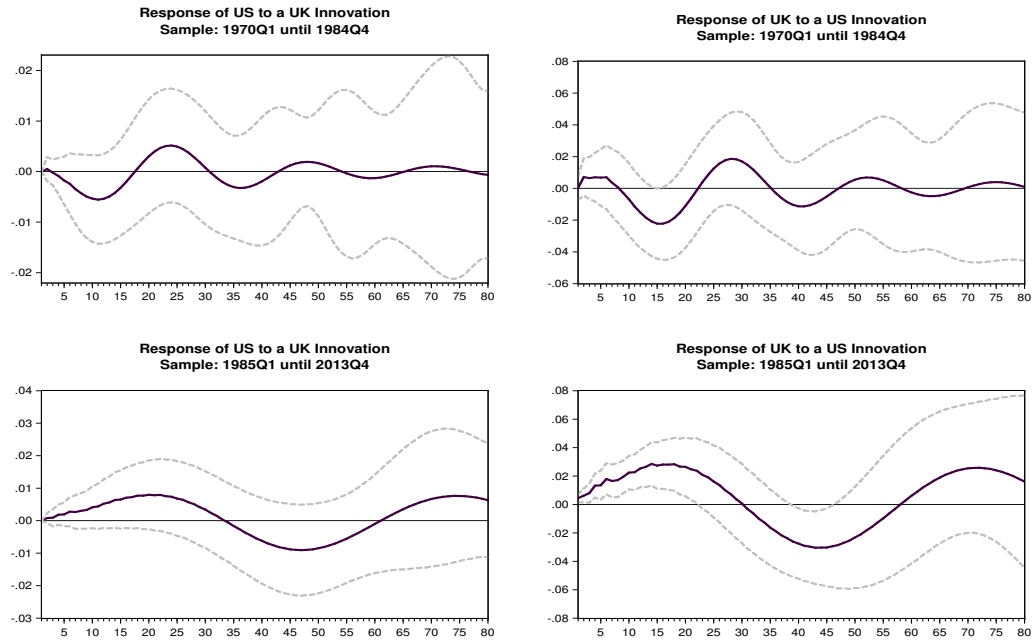 Response of US to a UK Innovation
Sample: 1970Q1 until 1984Q4
.02
.01
.00
-.01
-.02
5 10 15 20 25 30 35 40 45 50 55 60 65 70 75 80
Response of UK to a US Innovation
Sample: 1970Q1 until 1984Q4
.08
.06
.04
.02
.00
-.02
-.04
-.06
5 10 15 20 25 30 35 40 45 50 55 60 65 70 75 80
Response of US to a UK Innovation
Sample: 1985Q1 until 2013Q4
.04
.03
.02
.01
.00
-.01
-.02
-.03
5 10 15 20 25 30 35 40 45 50 55 60 65 70 75 80
Response of UK to a US Innovation
Sample: 1985Q1 until 2013Q4
.08
.06
.04
.02
.00
-.02
-.04
-.06
-.08
5 10 15 20 25 30 35 40 45 50 55 60 65 70 75 80